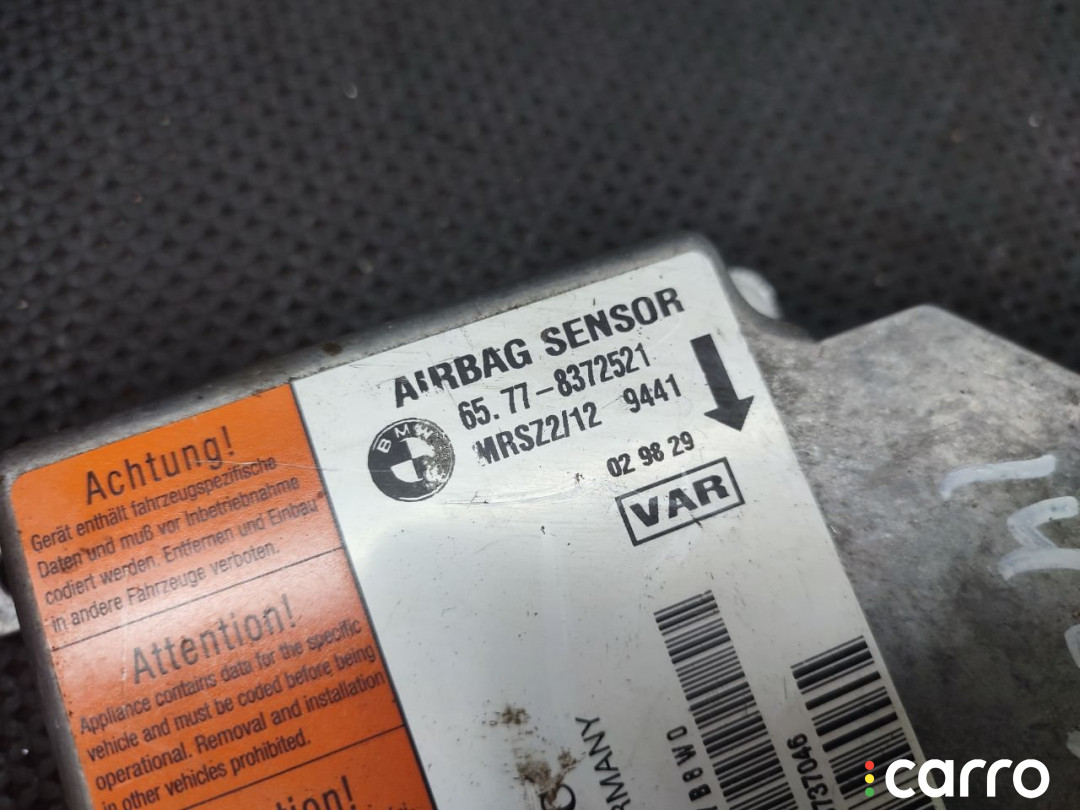 AIRBAG SENSOR
65.77-8372521
MRSZ2/12 9441
BMW
02 98 29
VAR
Achtung!
Gerät enthält fahrzeugspezifische
Daten und muß vor Inbetriebnahme
codiert werden. Entfernen und Einbau
in andere Fahrzeuge verboten.
Attention!
Appliance contains data for the specific
vehicle and must be coded before being
operational. Removal and installation
in other vehicles prohibited.
carro